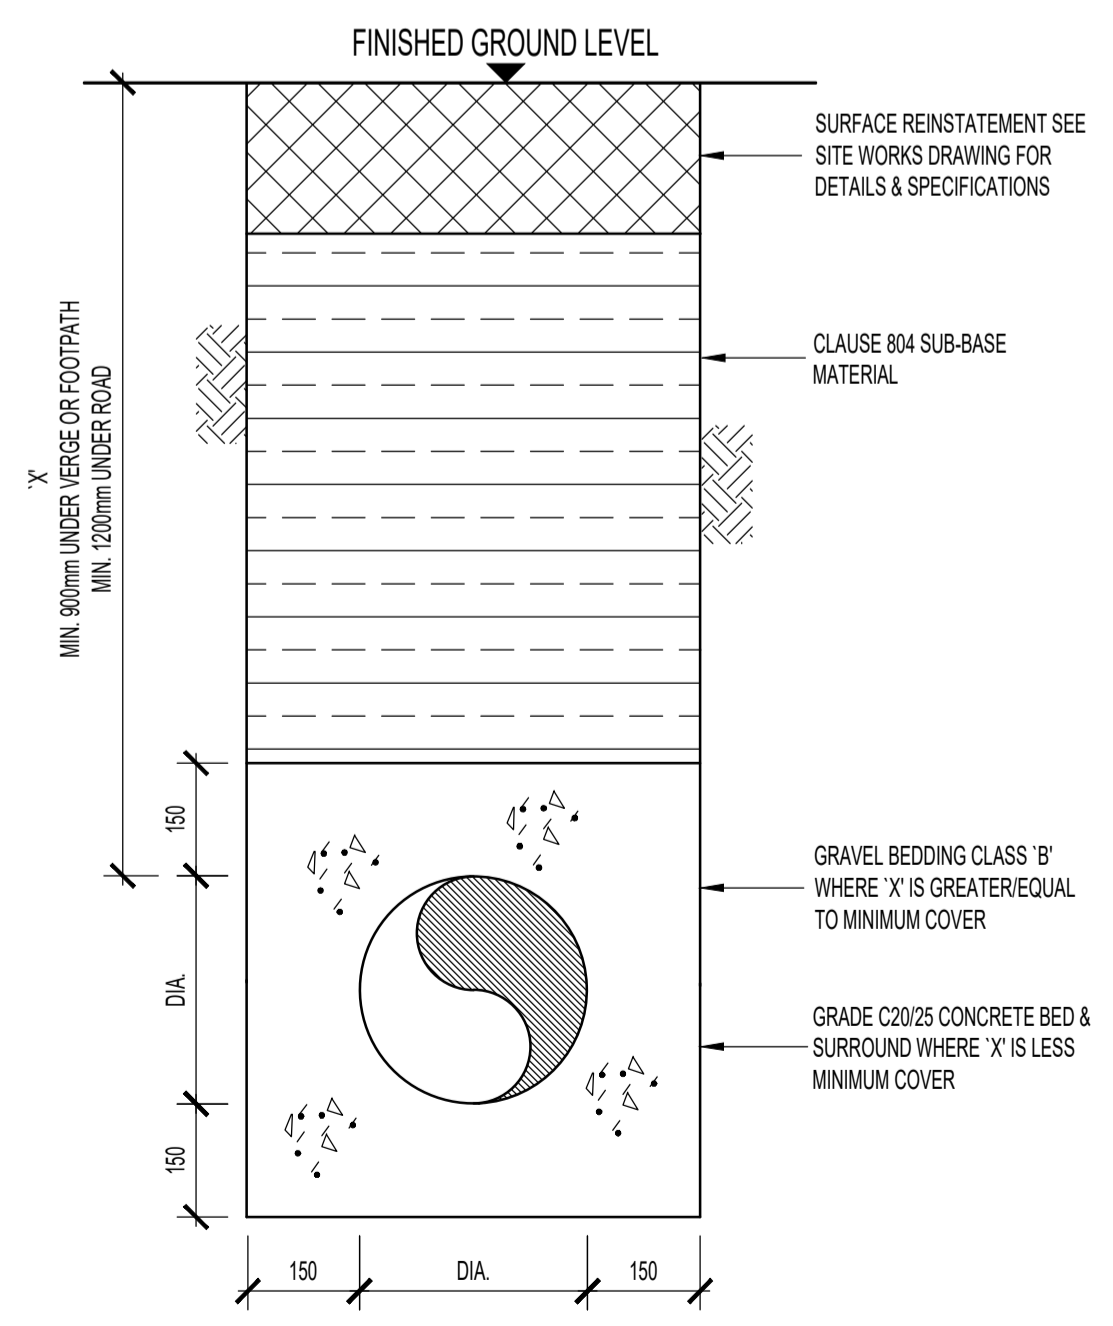 FINISHED GROUND LEVEL
SURFACE REINSTATEMENT SEE
SITE WORKS DRAWING FOR
DETAILS & SPECIFICATIONS
CLAUSE 804 SUB-BASE
MATERIAL
`X'
MIN. 900mm UNDER VERGE OR FOOTPATH
MIN. 1200mm UNDER ROAD
150
GRAVEL BEDDING CLASS `B'
WHERE `X' IS GREATER/EQUAL
TO MINIMUM COVER
DIA.
GRADE C20/25 CONCRETE BED &
SURROUND WHERE `X' IS LESS
MINIMUM COVER
150
150
DIA.
150